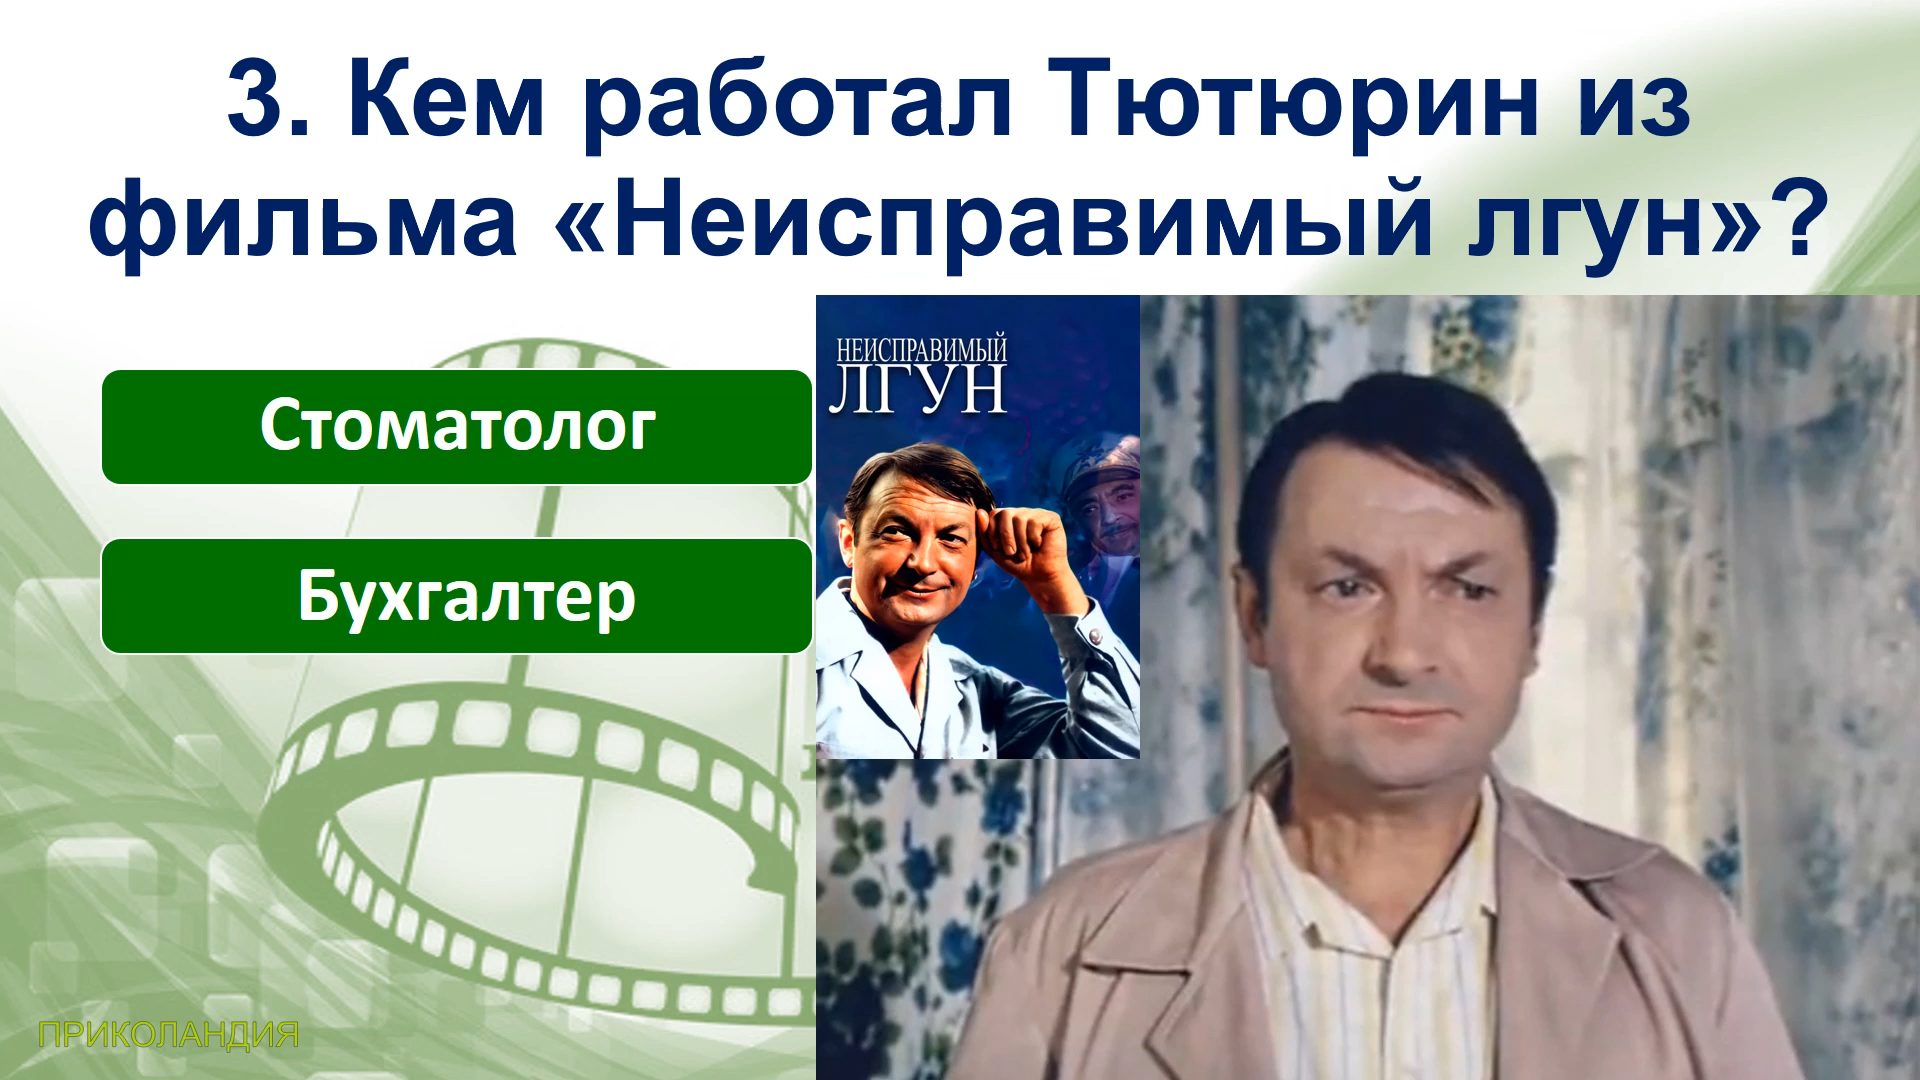 3. Кем работал Тютюрин из
фильма «Неисправимый лгун»?
НЕИСПРАВИМЫЙ
ЛГУН
Стоматолог
Бухгалтер
ПРИКОЛАНДИЯ